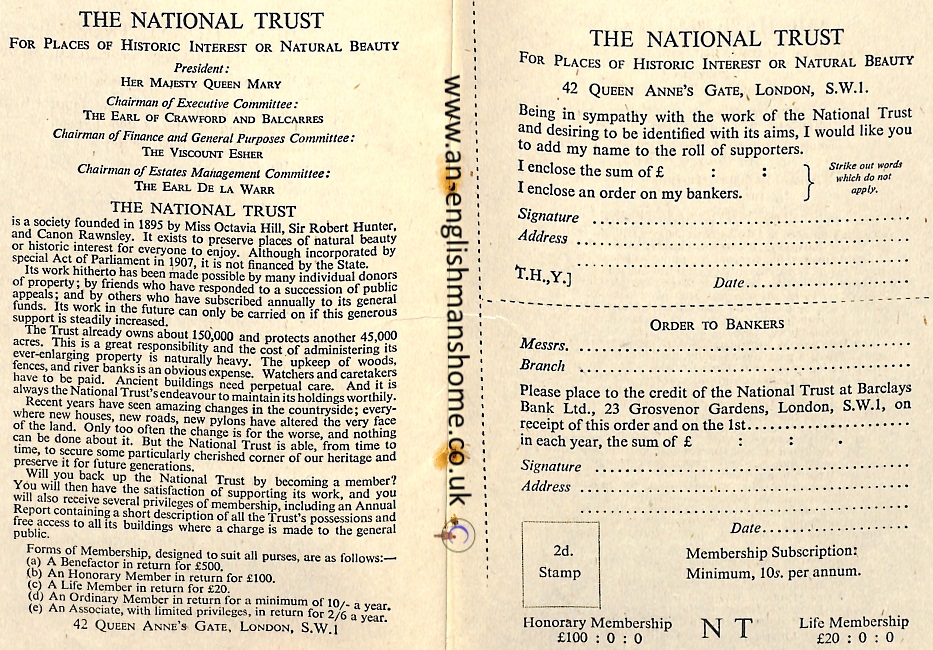 THE NATIONAL TRUST
FOR PLACES OF HISTORIC INTEREST OR NATURAL BEAUTY
President:
HER MAJESTY QUEEN MARY
Chairman of Executive Committee:
THE EARL OF CRAWFORD AND BALCARRES
Chairman of Finance and General Purposes Committee:
THE VISCOUNT ESHER
Chairman of Estates Management Committee:
THE EARL DE LA WARR
THE NATIONAL TRUST
is a society founded in 1895 by Miss Octavia Hill, Sir Robert Hunter,
and Canon Rawnsley. It exists to preserve places of natural beauty
or historic interest for everyone to enjoy. Although incorporated by
special Act of Parliament in 1907, it is not financed by the State.
Its work hitherto has been made possible by many individual donors
of property; by friends who have responded to a succession of public
appeals; and by others who have subscribed annually to its general
funds. Its work in the future can only be carried on if this generous
support is steadily increased.
The Trust already owns about 150,000 and protects another 45,000
acres. This is a great responsibility and the cost of administering its
ever-enlarging property is naturally heavy. The upkeep of woods,
fences, and river banks is an obvious expense. Watchers and caretakers
have to be paid. Ancient buildings need perpetual care. And it is
always the National Trust's endeavour to maintain its holdings worthily.
Recent years have seen amazing changes in the countryside; every-
where new houses, new roads, new pylons have altered the very face
of the land. Only too often the change is for the worse, and nothing
can be done about it. But the National Trust is able, from time to
time, to secure some particularly cherished corner of our heritage and
preserve it for future generations.
Will you back up the National Trust by becoming a member?
You will then have the satisfaction of supporting its work, and you
will also receive several privileges of membership, including an Annual
Report containing a short description of all the Trust's possessions and
free access to all its buildings where a charge is made to the general
public.
Forms of Membership, designed to suit all purses, are as follows:—
(a) A Benefactor in return for £500.
(b) An Honorary Member in return for £100.
(c) A Life Member in return for £20.
(d) An Ordinary Member in return for a minimum of 10/- a year.
(e) An Associate, with limited privileges, in return for 2/6 a year.
42 QUEEN ANNE'S GATE, LONDON, S.W.1
www.an-englishmanshome.co.uk
THE NATIONAL TRUST
FOR PLACES OF HISTORIC INTEREST OR NATURAL BEAUTY
42 QUEEN ANNE'S GATE, LONDON, S.W.1.
Being in sympathy with the work of the National Trust
and desiring to be identified with its aims, I would like you
to add my name to the roll of supporters.
I enclose the sum of £ : :
I enclose an order on my bankers.
Strike out words
which do not
apply.
Signature
Address
T.H.,Y.] Date
ORDER TO BANKERS
Messrs.
Branch
Please place to the credit of the National Trust at Barclays
Bank Ltd., 23 Grosvenor Gardens, London, S.W.1, on
receipt of this order and on the 1st
in each year, the sum of £ : : .
Signature
Address
Date
2d.
Stamp
Membership Subscription:
Minimum, 10s. per annum.
Honorary Membership
£100 : 0 : 0
N T
Life Membership
£20 : 0 : 0